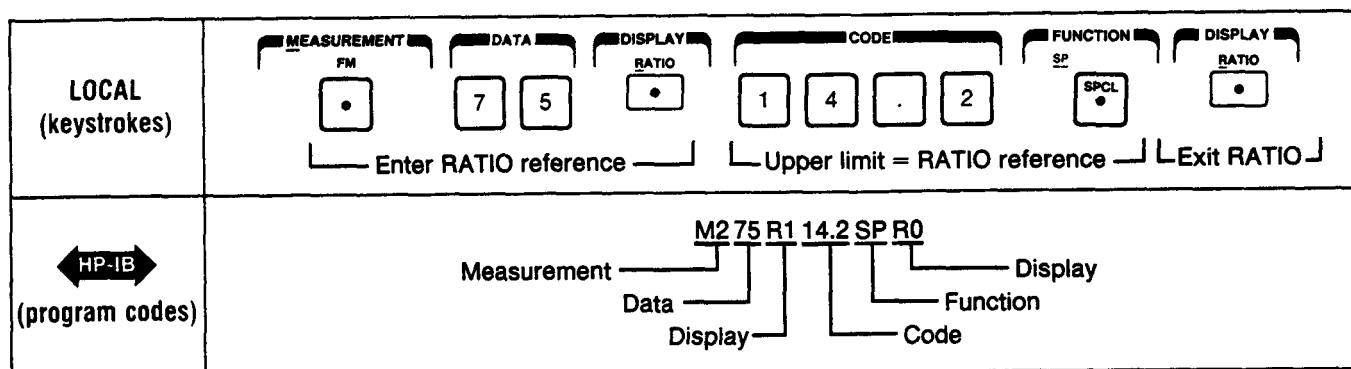 MEASUREMENT DATA DISPLAY CODE FUNCTION DISPLAY
FM RATIO SP RATIO
LOCAL
(keystrokes)
7 5 1 4 . 2 SPCL
Enter RATIO reference Upper limit = RATIO reference Exit RATIO
HP-IB
(program codes)
M2 75 R1 14.2 SP R0
Measurement Display
Data Function
Display Code